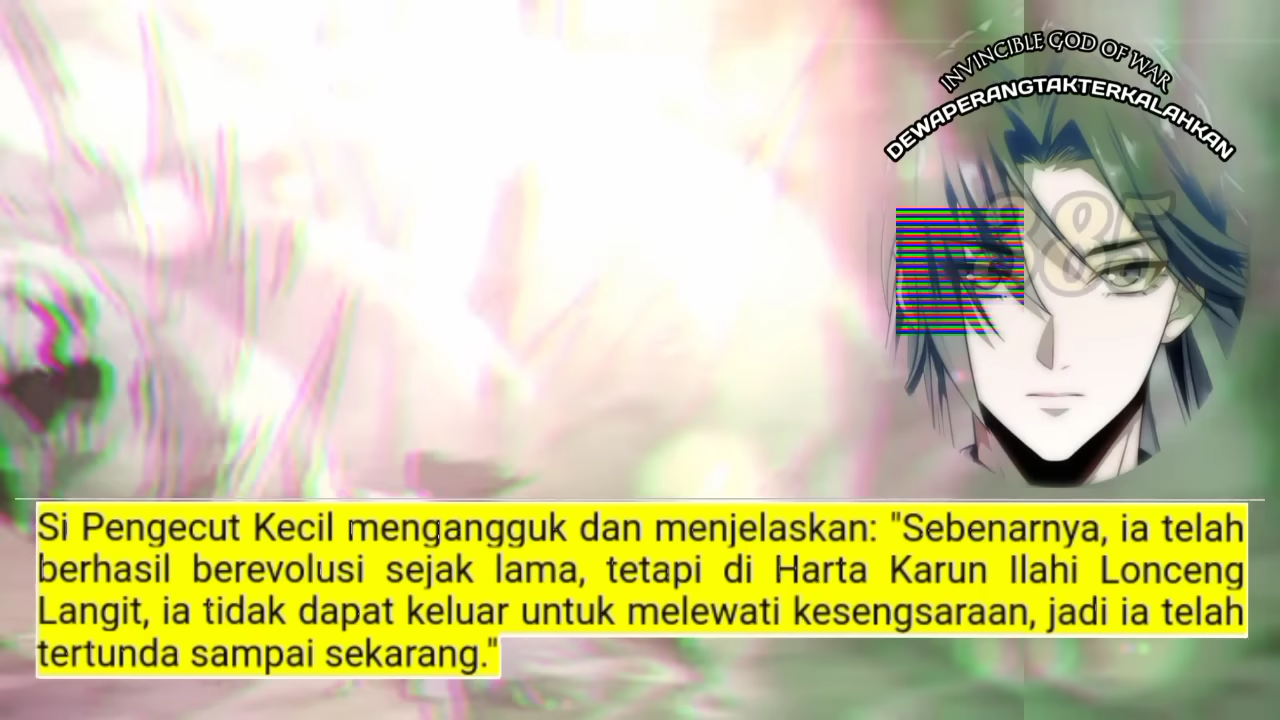 INVINCIBLE GOD OF WAR
DEWAPERANGTAKTERKALAHKAN
385
Si Pengecut Kecil mengangguk dan menjelaskan: "Sebenarnya, ia telah
berhasil berevolusi sejak lama, tetapi di Harta Karun Ilahi Lonceng
Langit, ia tidak dapat keluar untuk melewati kesengsaraan, jadi ia telah
tertunda sampai sekarang."